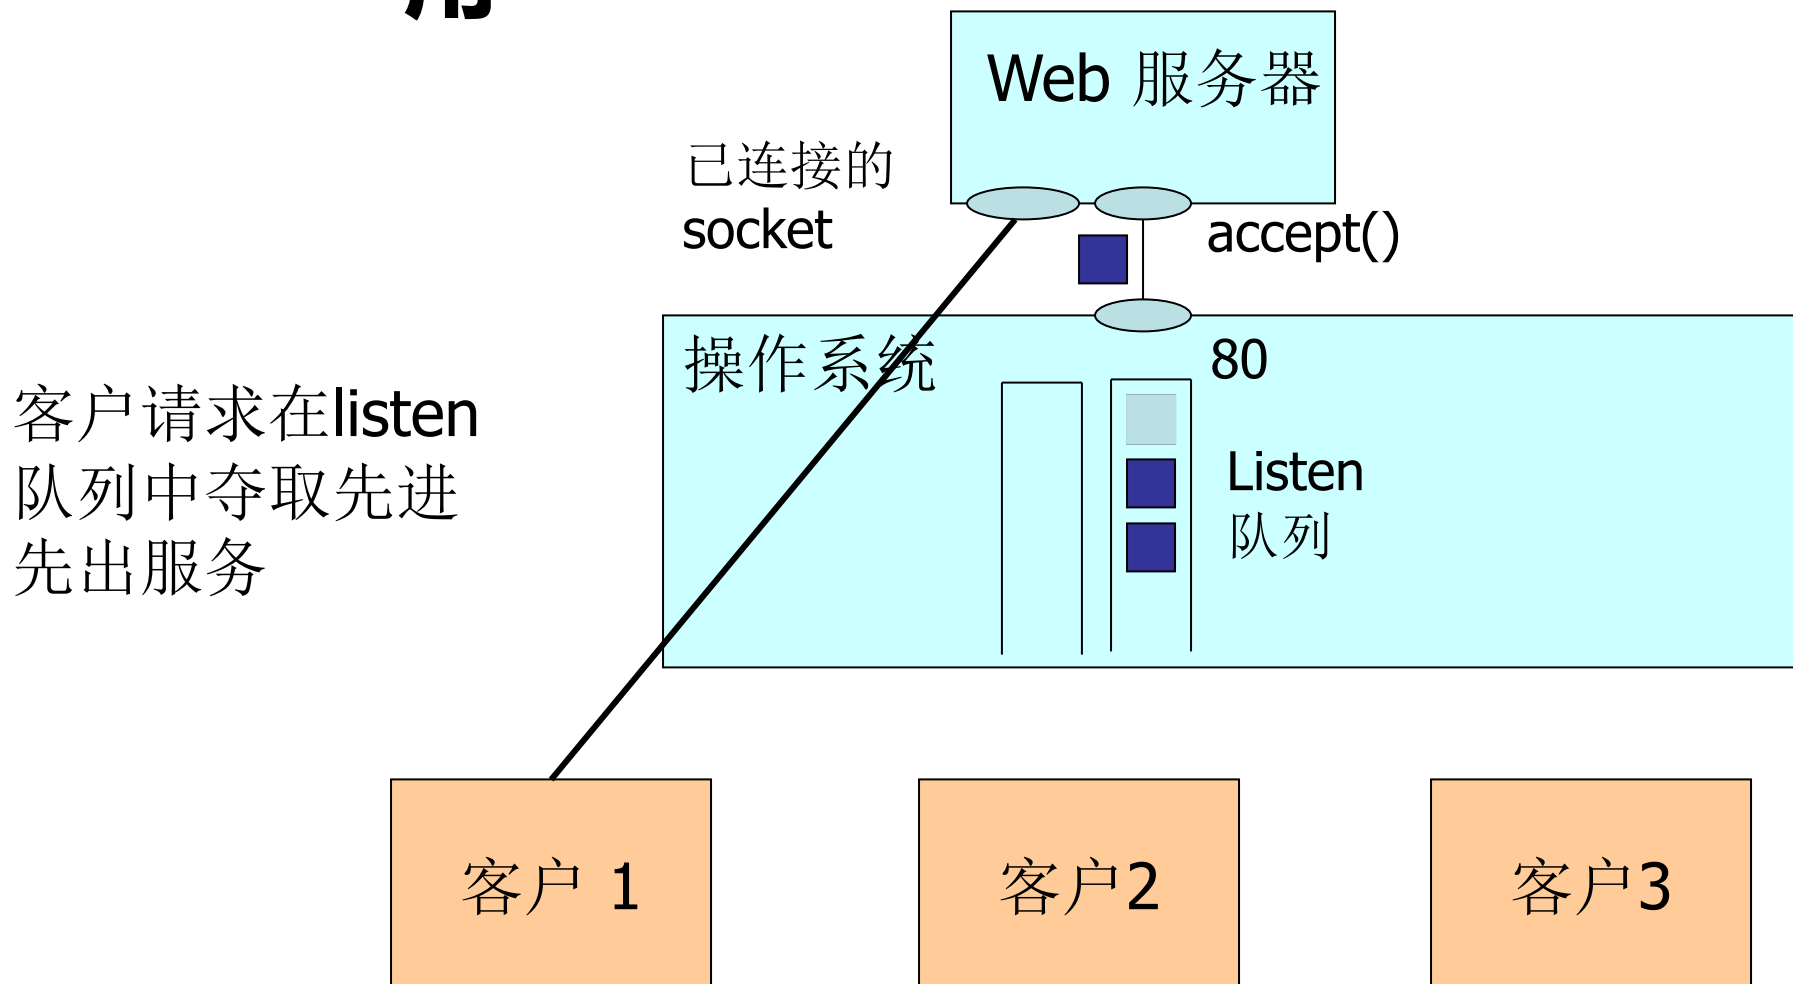 Web 服务器
已连接的
socket
accept()
操作系统
80
客户请求在listen
队列中夺取先进
先出服务
Listen
队列
客户 1
客户2
客户3